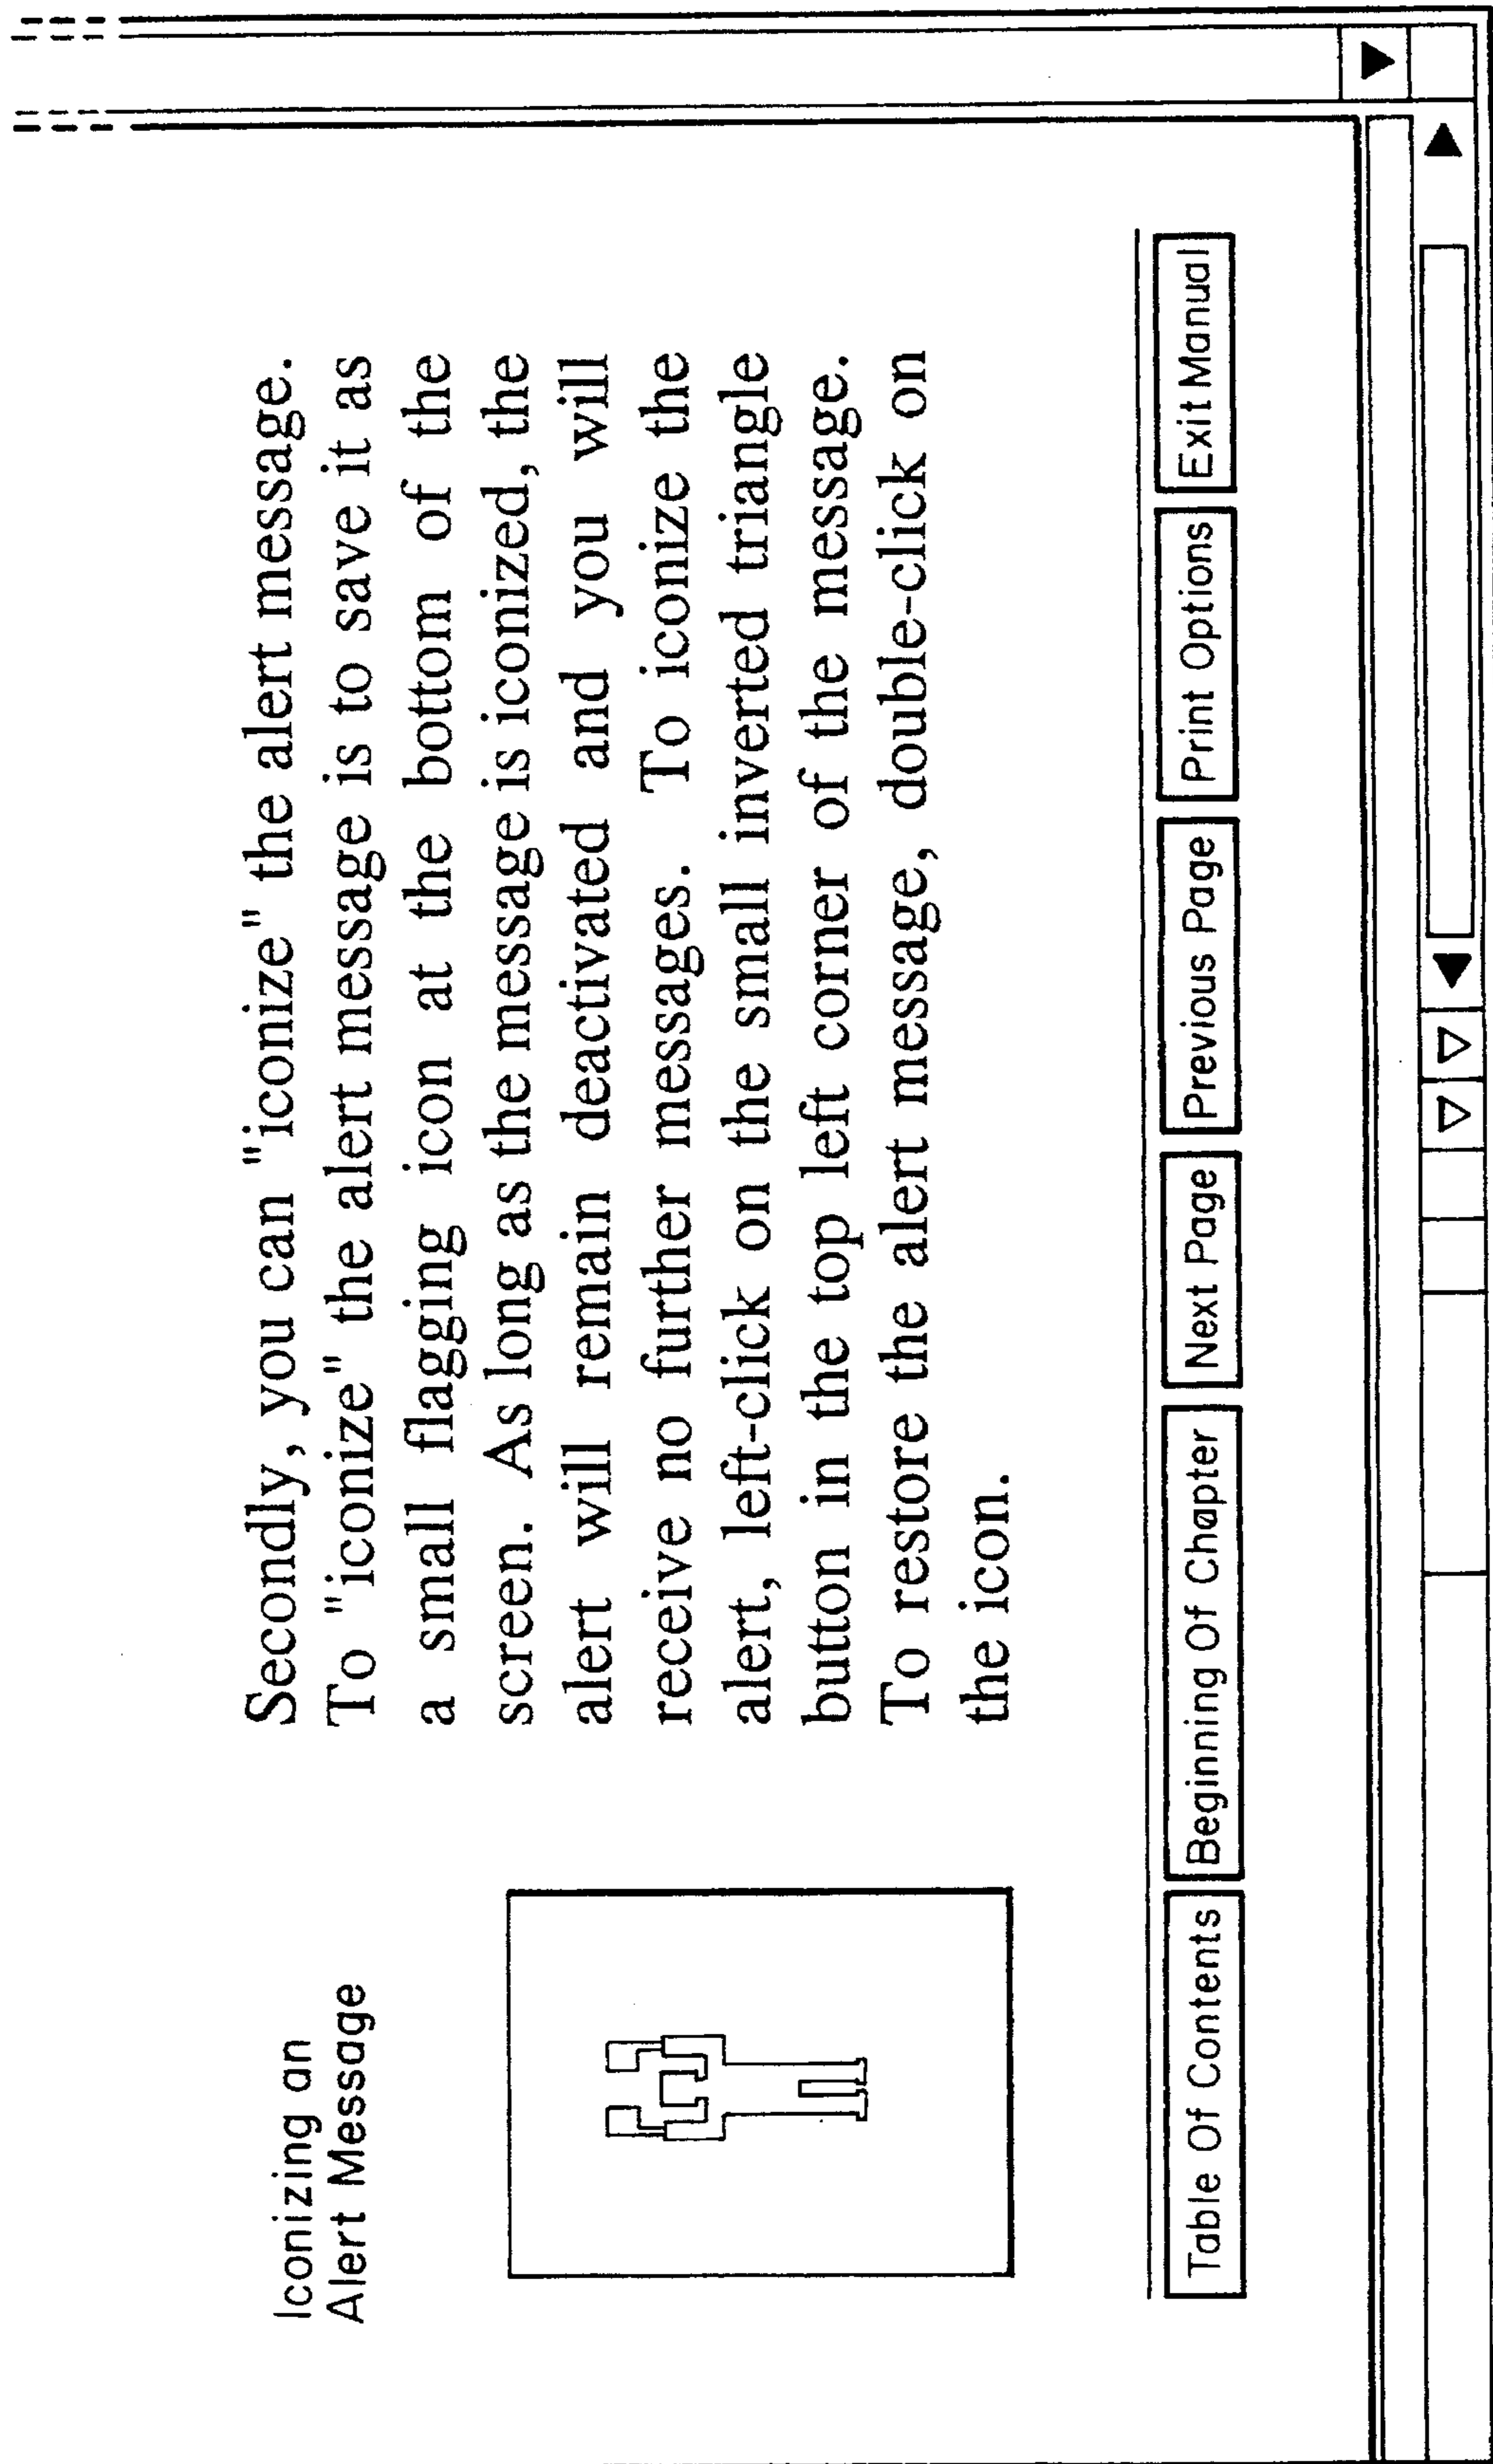 Iconizing an
Alert Message
Secondly, you can "iconize" the alert message.
To "iconize" the alert message is to save it as
a small flagging icon at the bottom of the
screen. As long as the message is iconized, the
alert will remain deactivated and you will
receive no further messages. To iconize the
alert, left-click on the small inverted triangle
button in the top left corner of the message.
To restore the alert message, double-click on
the icon.
Table Of Contents Beginning Of Chapter Next Page Previous Page Print Options Exit Manual